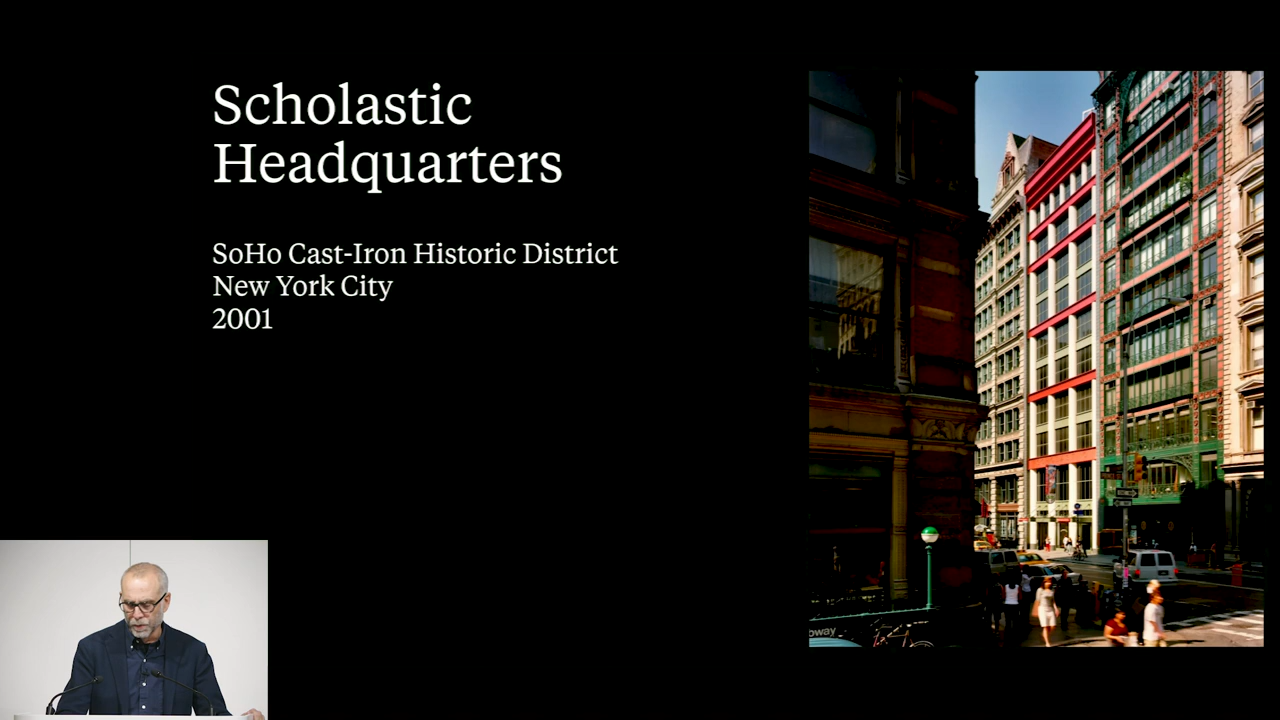 Scholastic
Headquarters
SoHo Cast-Iron Historic District
New York City
2001